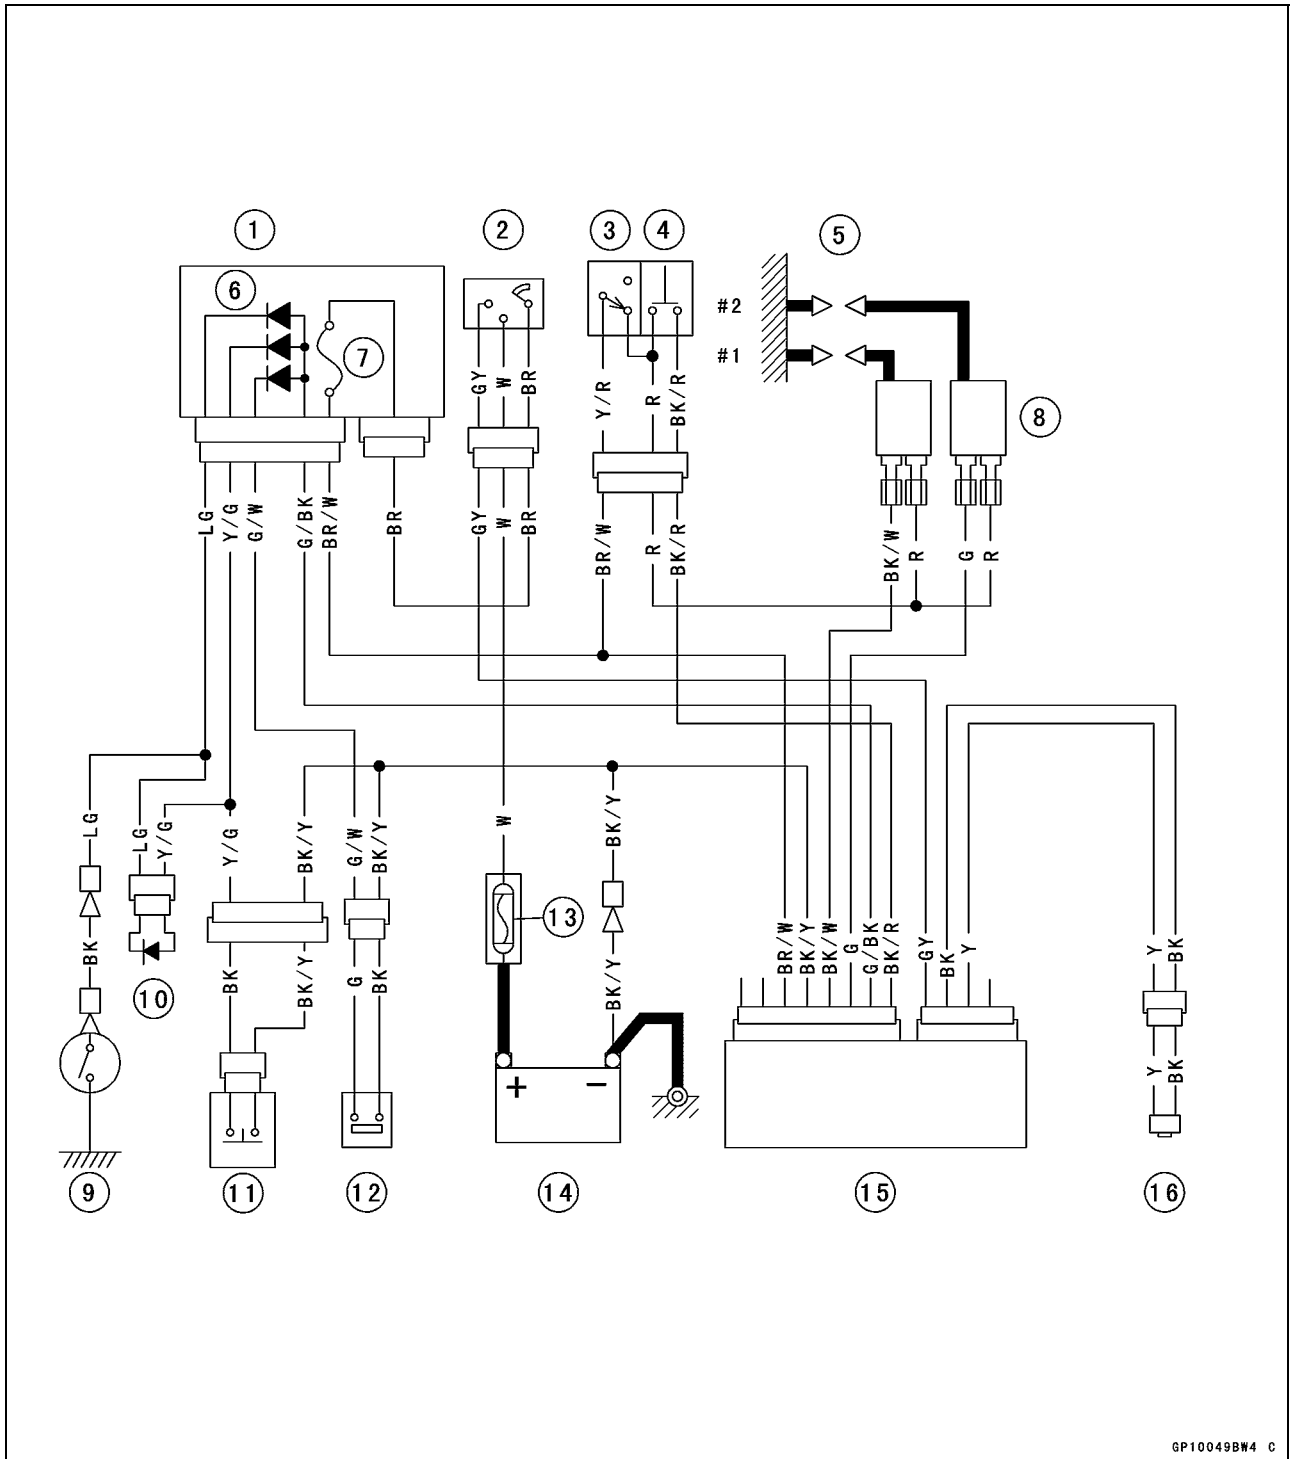 1 2 3 4 5
6
#2
7 #1
8
GY W BR Y/R R BK/R
LG Y/G G/W G/BK BR/W BR GY W BR BR/W R BK/R BK/W R G R
LG LG Y/G Y/G BK/Y G/W BK/Y W BK/Y
13
BR/W BK/Y BK/W G G/BK BK/R GY BK Y Y BK
BK BK BK/Y G BK BK/Y
10
+ − Y BK
9 11 12 14 15 16
GP10049BW4 C